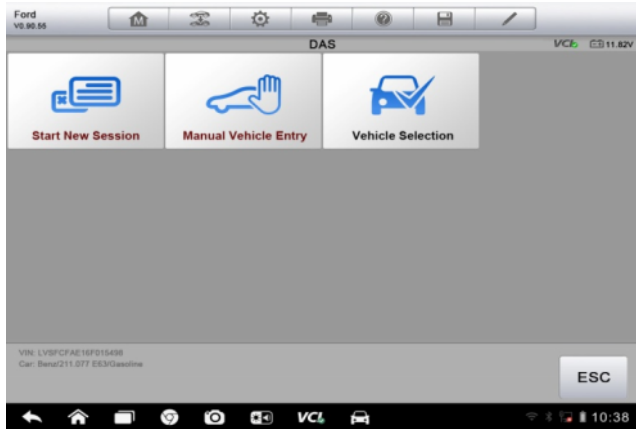 Ford
V0.90.55
DAS
VCI 11.82V
Start New Session
Manual Vehicle Entry
Vehicle Selection
VIN: LVSFCFAE16F015498
Car: Benz/211.077 E63/Gasoline
ESC
VCI 10:38